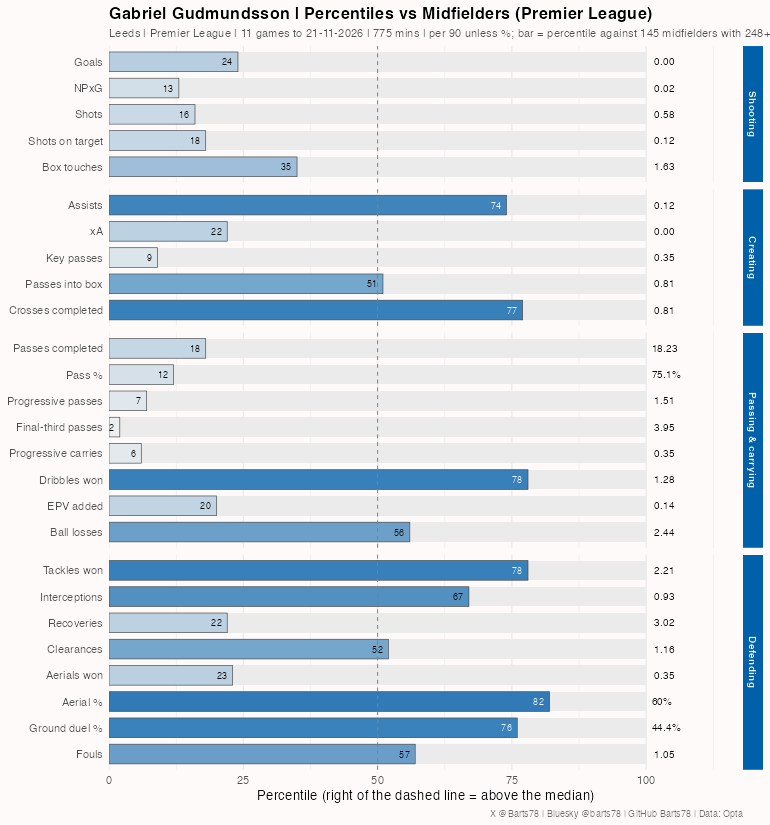 Gabriel Gudmundsson | Percentiles vs Midfielders (Premier League)
Leeds | Premier League | 11 games to 21-11-2026 | 775 mins | per 90 unless %; bar = percentile against 145 midfielders with 248+
Goals 24 0.00
NPxG 13 0.02
Shots 16 0.58
Shots on target 18 0.12
Box touches 35 1.63
Shooting
Assists 74 0.12
xA 22 0.00
Key passes 9 0.35
Passes into box 51 0.81
Crosses completed 77 0.81
Creating
Passes completed 18 18.23
Pass % 12 75.1%
Progressive passes 7 1.51
Final-third passes 2 3.95
Progressive carries 6 0.35
Dribbles won 78 1.28
EPV added 20 0.14
Ball losses 56 2.44
Passing & carrying
Tackles won 78 2.21
Interceptions 67 0.93
Recoveries 22 3.02
Clearances 52 1.16
Aerials won 23 0.35
Aerial % 82 60%
Ground duel % 76 44.4%
Fouls 57 1.05
Defending
0 25 50 75 100
Percentile (right of the dashed line = above the median)
X @Barts78 | Bluesky @barts78 | GitHub Barts78 | Data: Opta